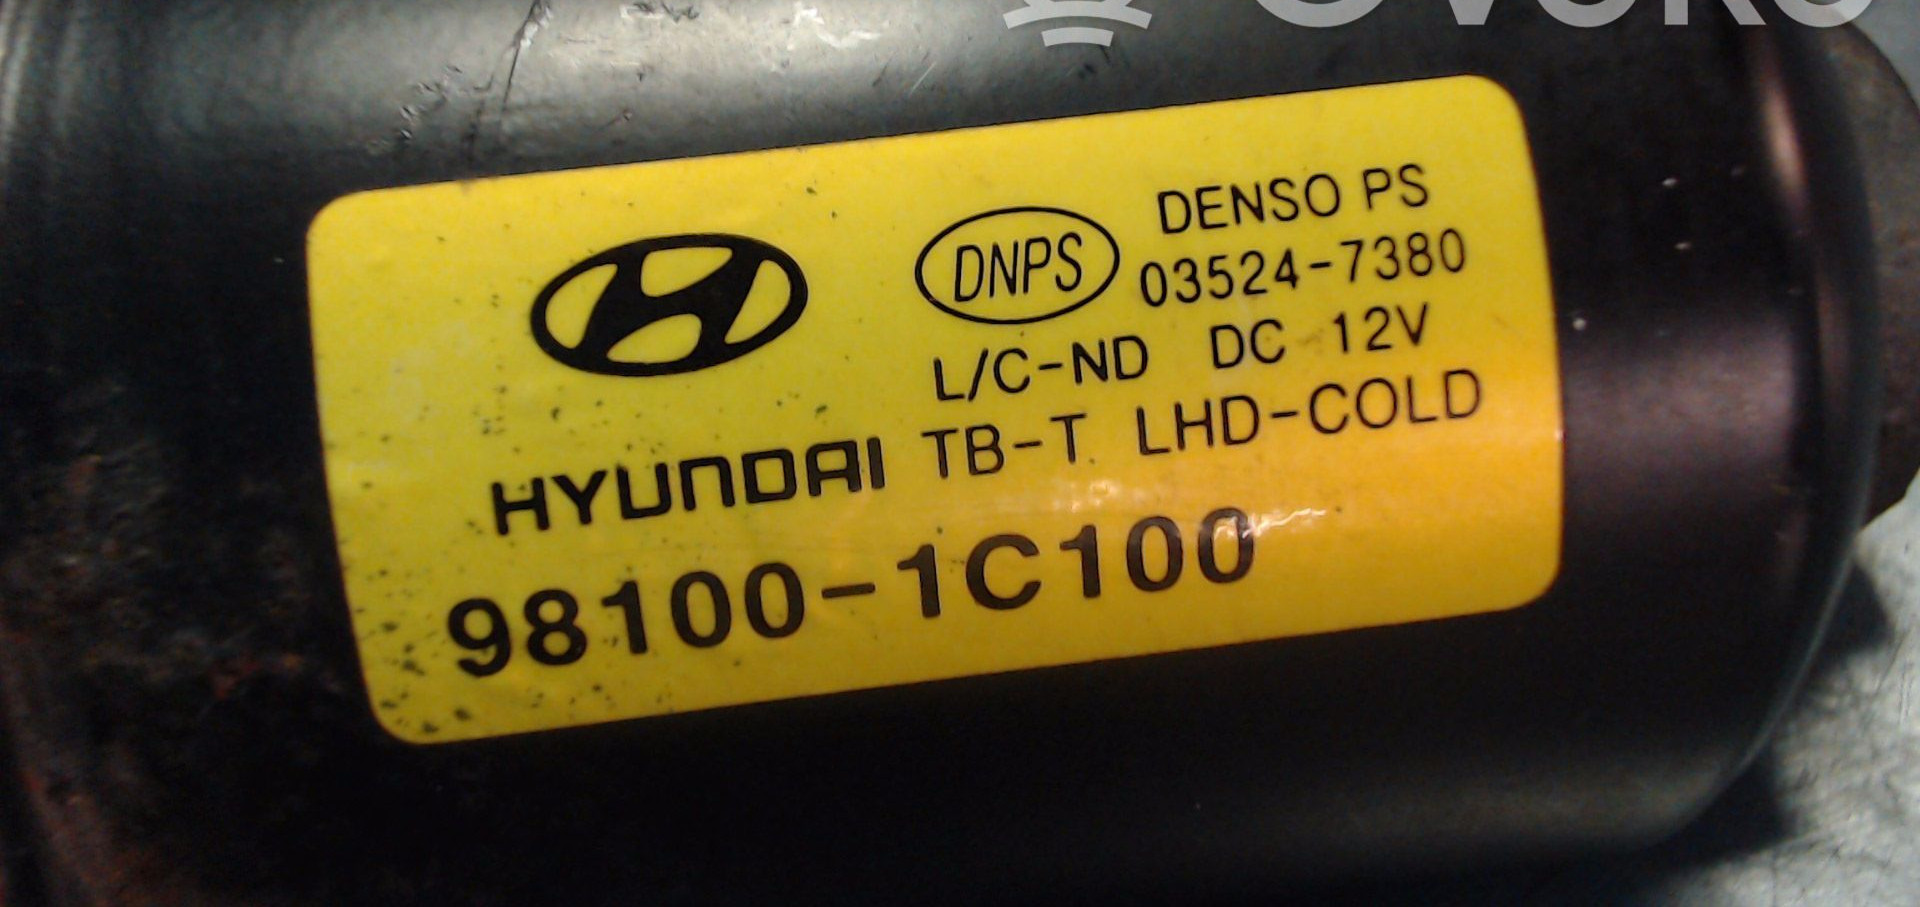 DENSO PS
DNPS
03524-7380
L/C-ND DC 12V
HYUNDAI TB-T LHD-COLD
98100-1C100